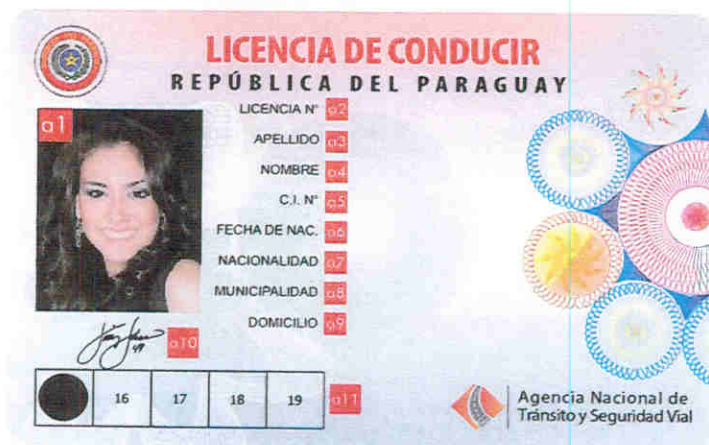 LICENCIA DE CONDUCIR
REPÚBLICA DEL PARAGUAY
a1
LICENCIA N° a2
APELLIDO a3
NOMBRE a4
C.I. N° a5
FECHA DE NAC. a6
NACIONALIDAD a7
MUNICIPALIDAD a8
DOMICILIO a9
a10
16 17 18 19 a11
Agencia Nacional de
Tránsito y Seguridad Vial